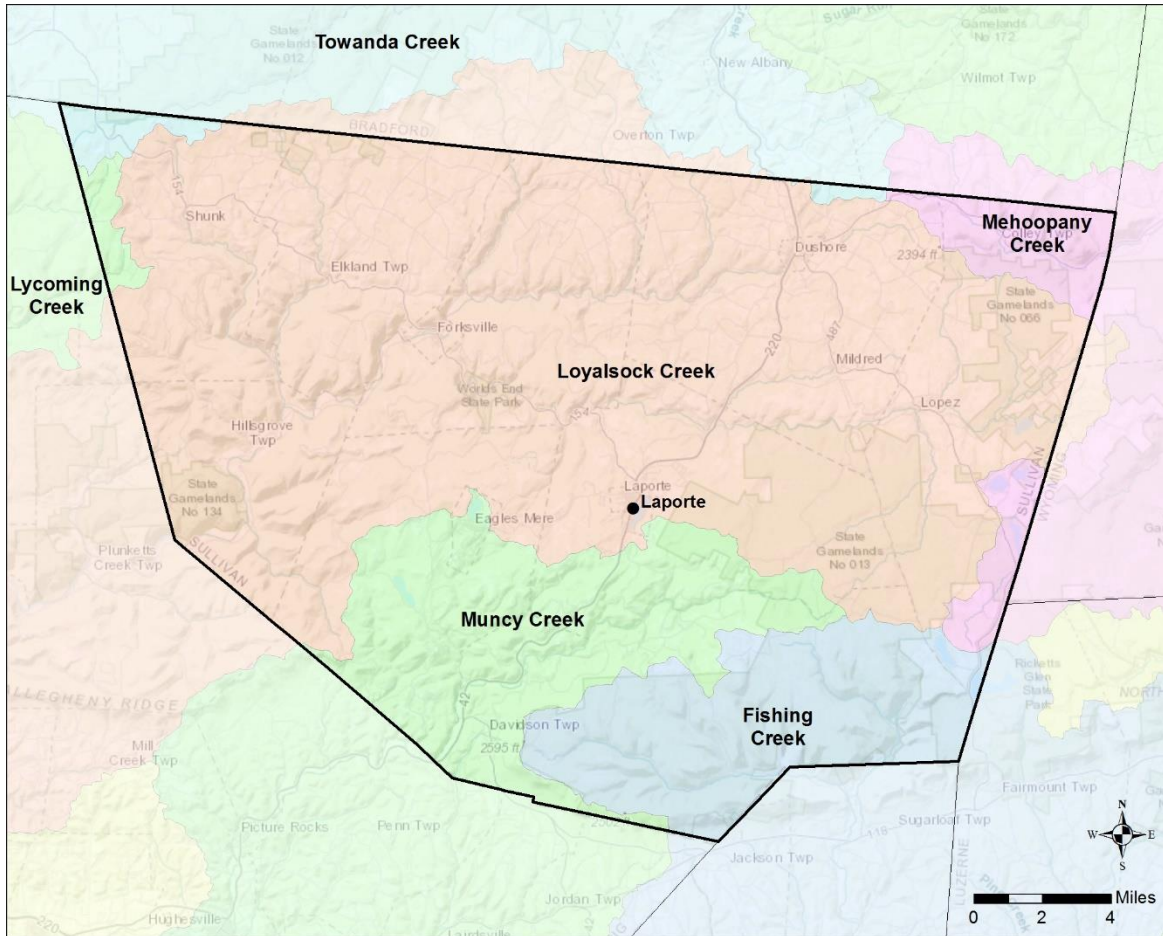 State
Gamelands
No 012
Towanda Creek
Creek
Sugar Run
State
Gamelands
No 172
New Albany
Wilmot Twp
BRADFORD
Overton Twp
154
Shunk
Mehoopany
Creek
Colley Twp
Dushore
2394 ft
Lycoming
Creek
Elkland Twp
State
Gamelands
No 066
Forksville
220
487
Mildred
Loyalsock Creek
Worlds End
State Park
154
Lopez
Hillsgrove
Twp
SULLIVAN
WYOMING
State
Gamelands
No 134
Laporte
Laporte
Eagles Mere
State
Gamelands
No 013
Plunketts
Creek Twp
SULLIVAN
Muncy Creek
Ricketts
Glen
State
Park
NORTH
ALLEGHENY RIDGE
42
Davidson Twp
2595 ft
Fishing
Creek
Mill
Creek Twp
Fairmount Twp
Picture Rocks
Penn Twp
Sugarloaf Twp
118
Jackson Twp
LUZERNE
Jordan Twp
42
220
Hughesville
Lairdsville
N
W E
S
Miles
0 2 4